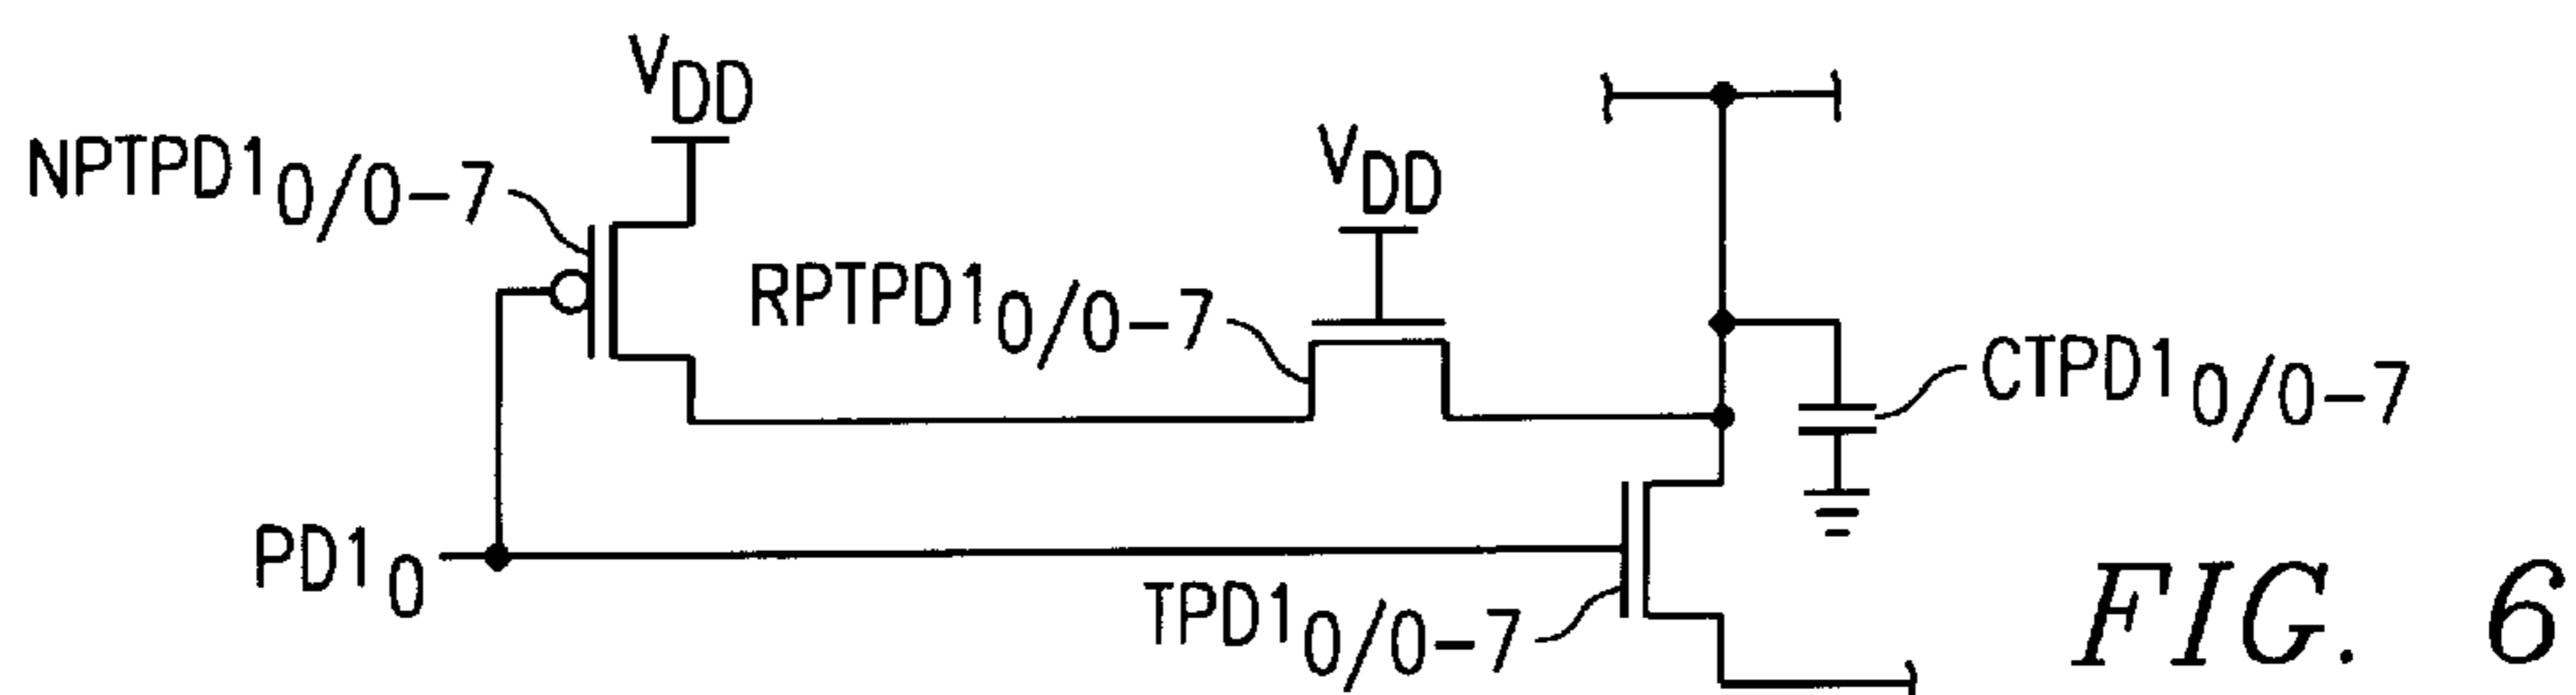 VDD
NPTPD10/0-7
VDD
RPTPD10/0-7
CTPD10/0-7
PD10
TPD10/0-7
FIG. 6